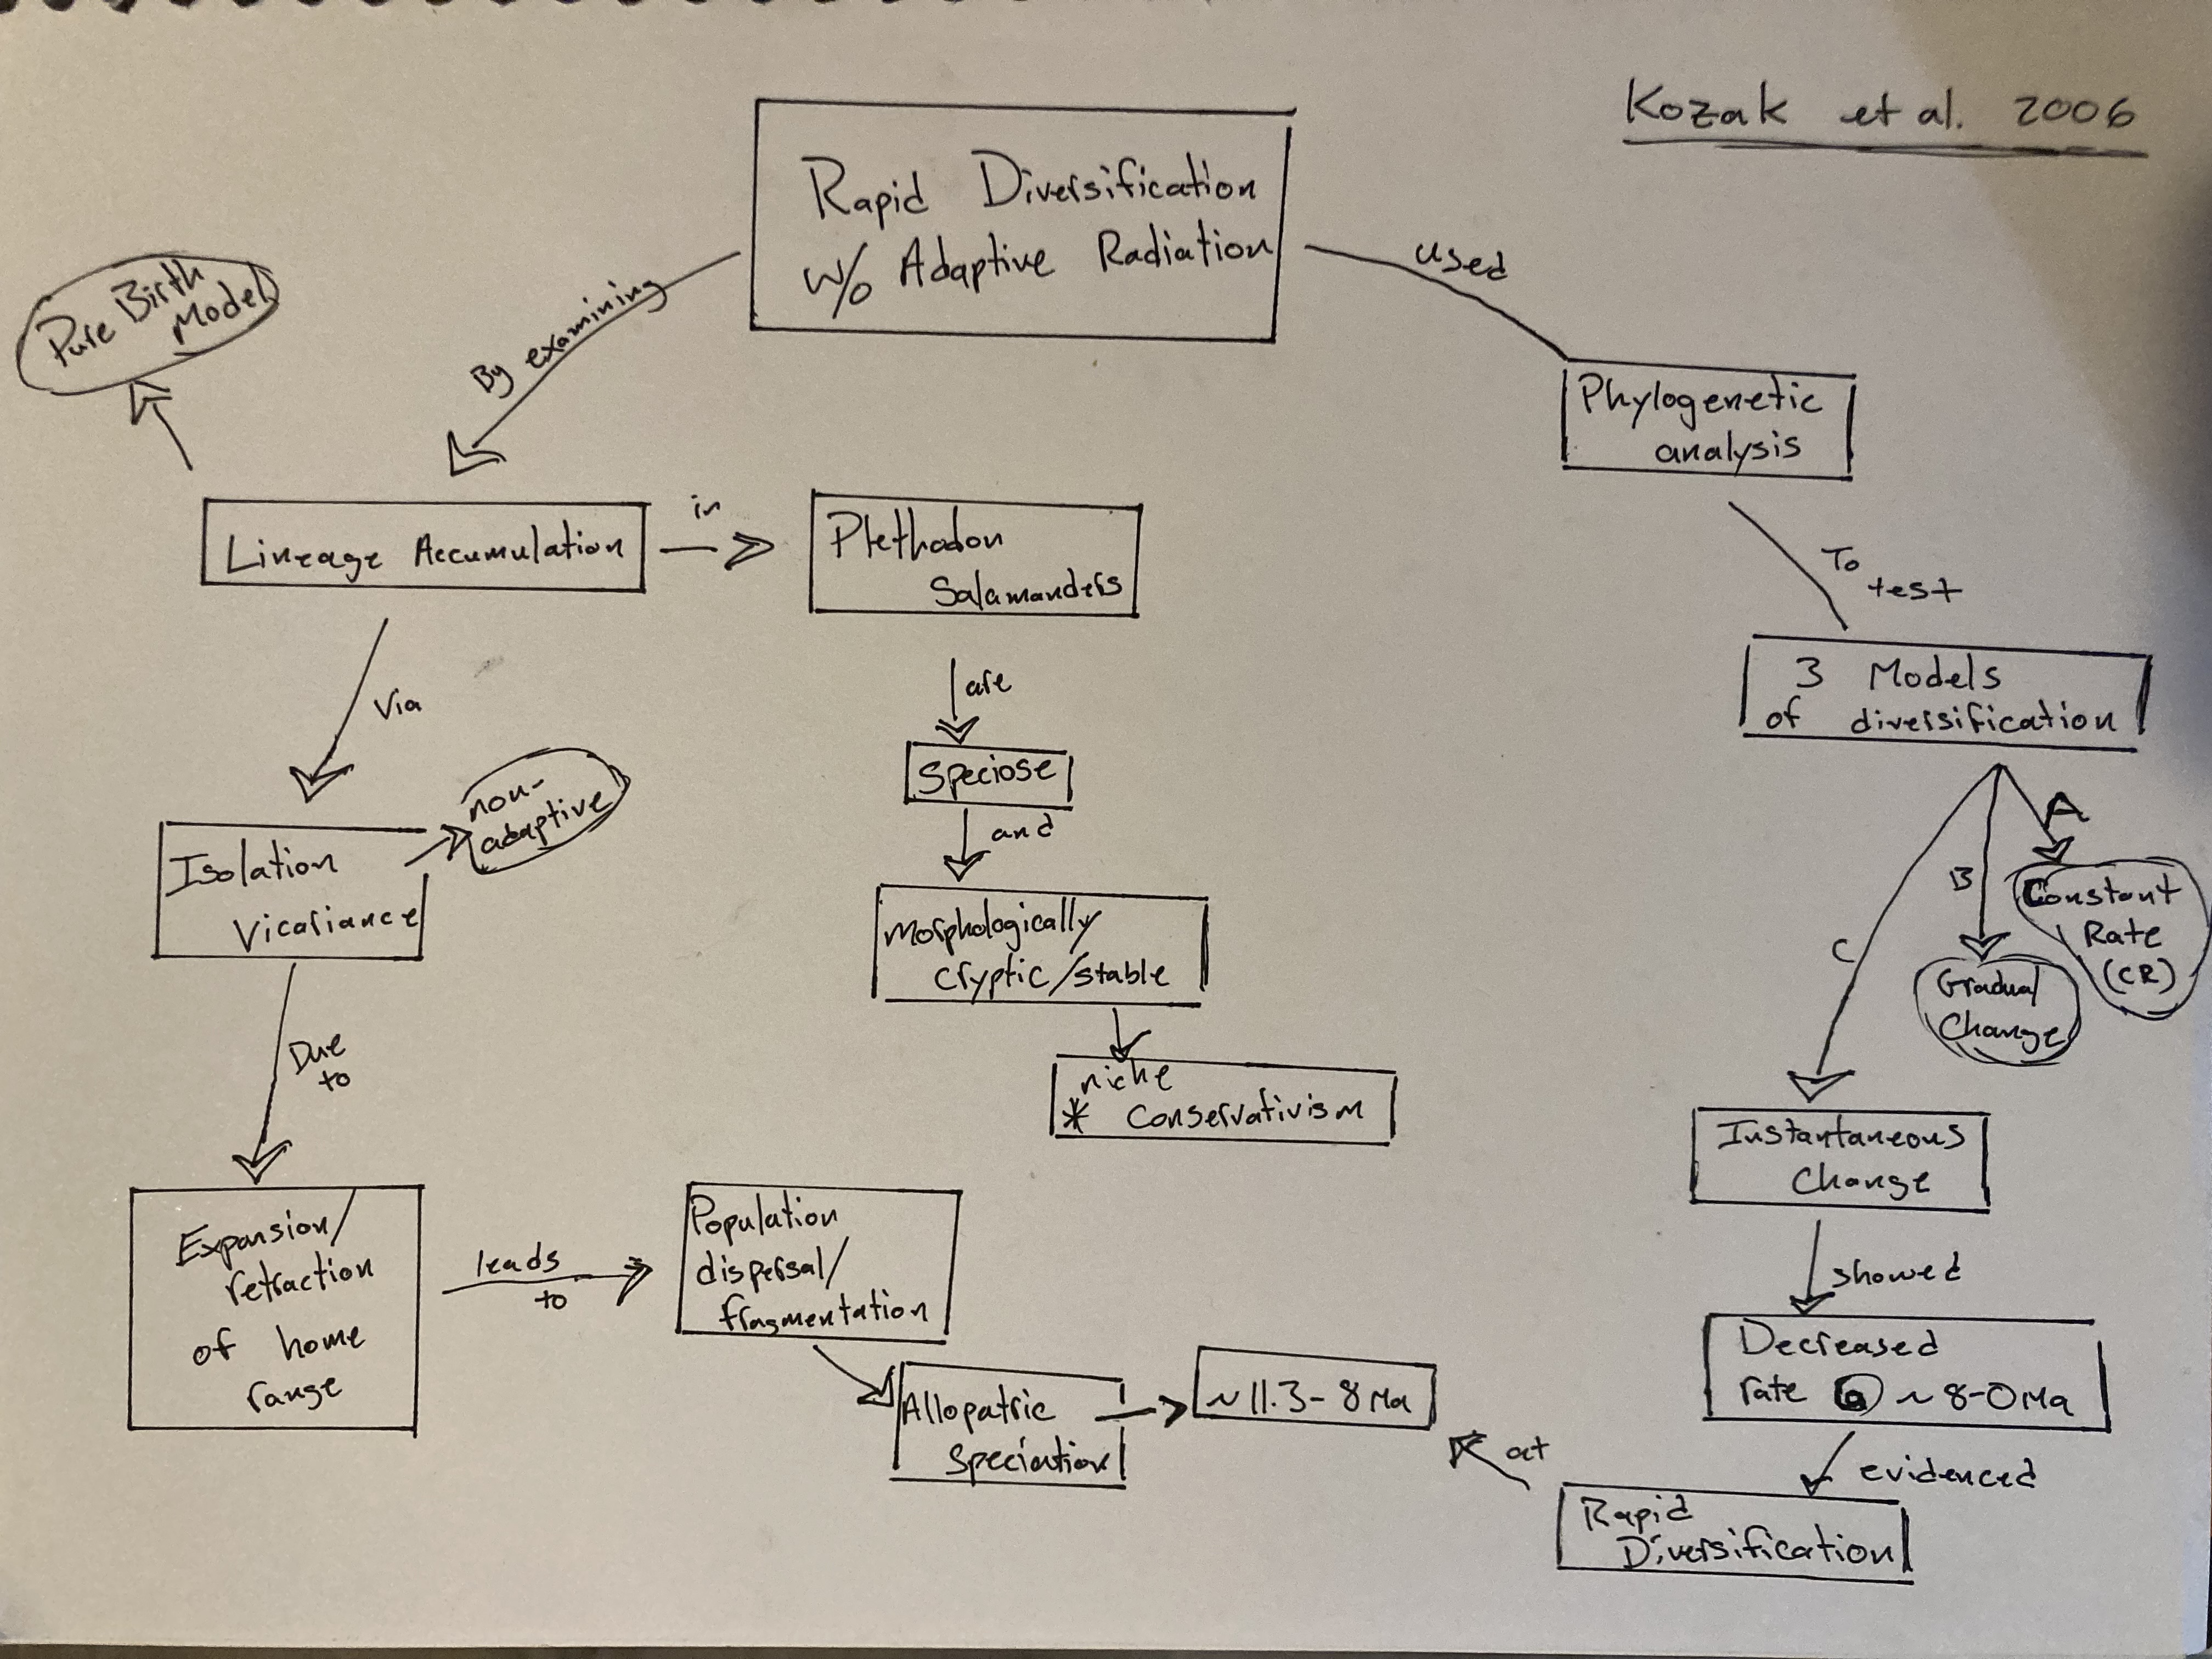 Kozak et al. 2006
Rapid Diversification
w/o Adaptive Radiation
used
By examining
Pure Birth
Model
Phylogenetic
analysis
Lineage Accumulation
in
Plethodon
Salamanders
To
test
3 Models
of diversification
Via
are
Speciose
and
non-
adaptive
Isolation
Vicariance
Morphologically
cryptic/stable
A
B
C
Constant
Rate
(CR)
Gradual
Change
Due
to
niche
* Conservativism
Instantaneous
Change
Expansion/
retraction
of home
range
leads
to
Population
dispersal/
fragmentation
showed
Decreased
rate @ ~8-0Ma
Allopatric
Speciation
~11.3-8Ma
at
evidenced
Rapid
Diversification